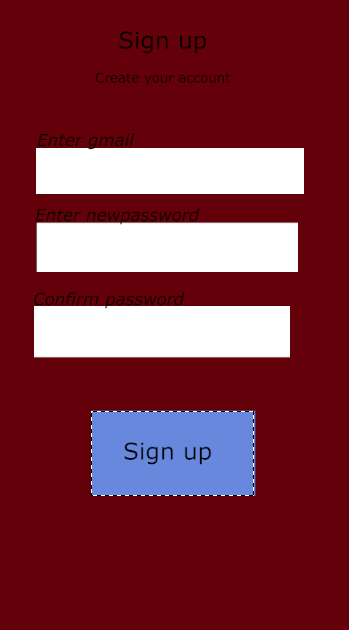 Sign up
Create your account
Enter gmail
Enter newpassword
Confirm password
Sign up